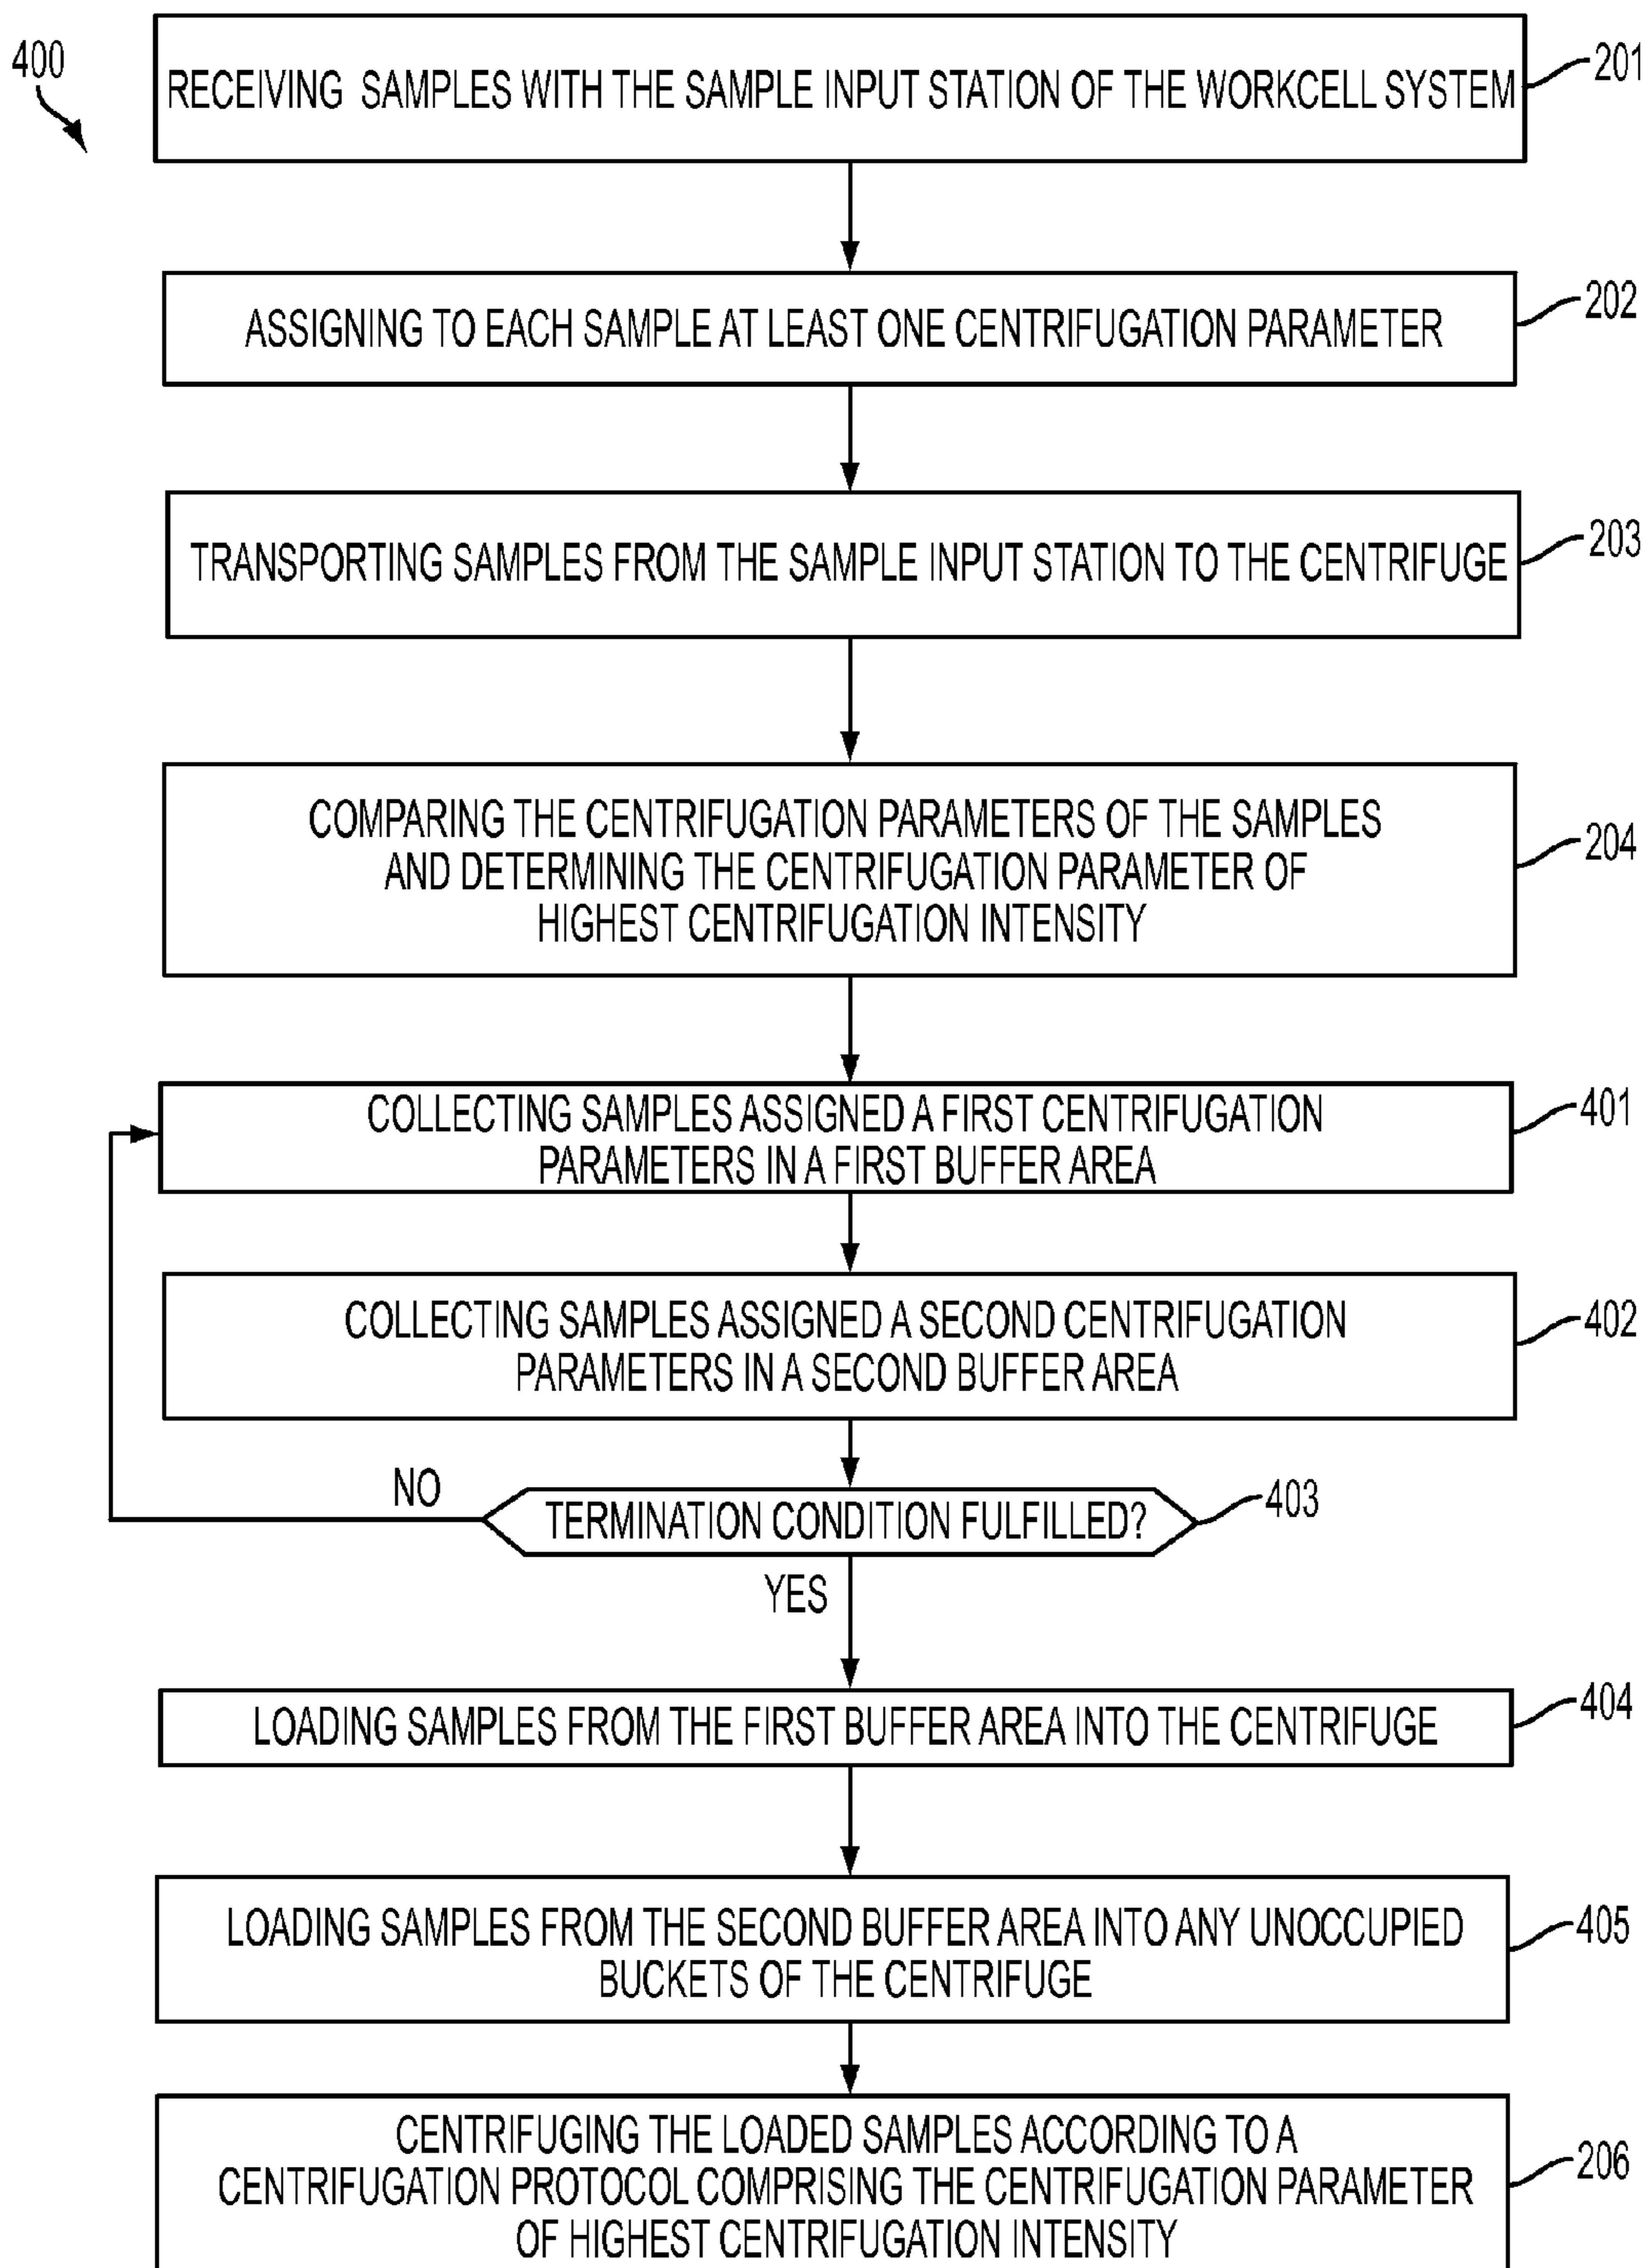 400
RECEIVING SAMPLES WITH THE SAMPLE INPUT STATION OF THE WORKCELL SYSTEM
201
ASSIGNING TO EACH SAMPLE AT LEAST ONE CENTRIFUGATION PARAMETER
202
TRANSPORTING SAMPLES FROM THE SAMPLE INPUT STATION TO THE CENTRIFUGE
203
COMPARING THE CENTRIFUGATION PARAMETERS OF THE SAMPLES
AND DETERMINING THE CENTRIFUGATION PARAMETER OF
HIGHEST CENTRIFUGATION INTENSITY
204
COLLECTING SAMPLES ASSIGNED A FIRST CENTRIFUGATION
PARAMETERS IN A FIRST BUFFER AREA
401
COLLECTING SAMPLES ASSIGNED A SECOND CENTRIFUGATION
PARAMETERS IN A SECOND BUFFER AREA
402
NO
TERMINATION CONDITION FULFILLED?
403
YES
LOADING SAMPLES FROM THE FIRST BUFFER AREA INTO THE CENTRIFUGE
404
LOADING SAMPLES FROM THE SECOND BUFFER AREA INTO ANY UNOCCUPIED
BUCKETS OF THE CENTRIFUGE
405
CENTRIFUGING THE LOADED SAMPLES ACCORDING TO A
CENTRIFUGATION PROTOCOL COMPRISING THE CENTRIFUGATION PARAMETER
OF HIGHEST CENTRIFUGATION INTENSITY
206